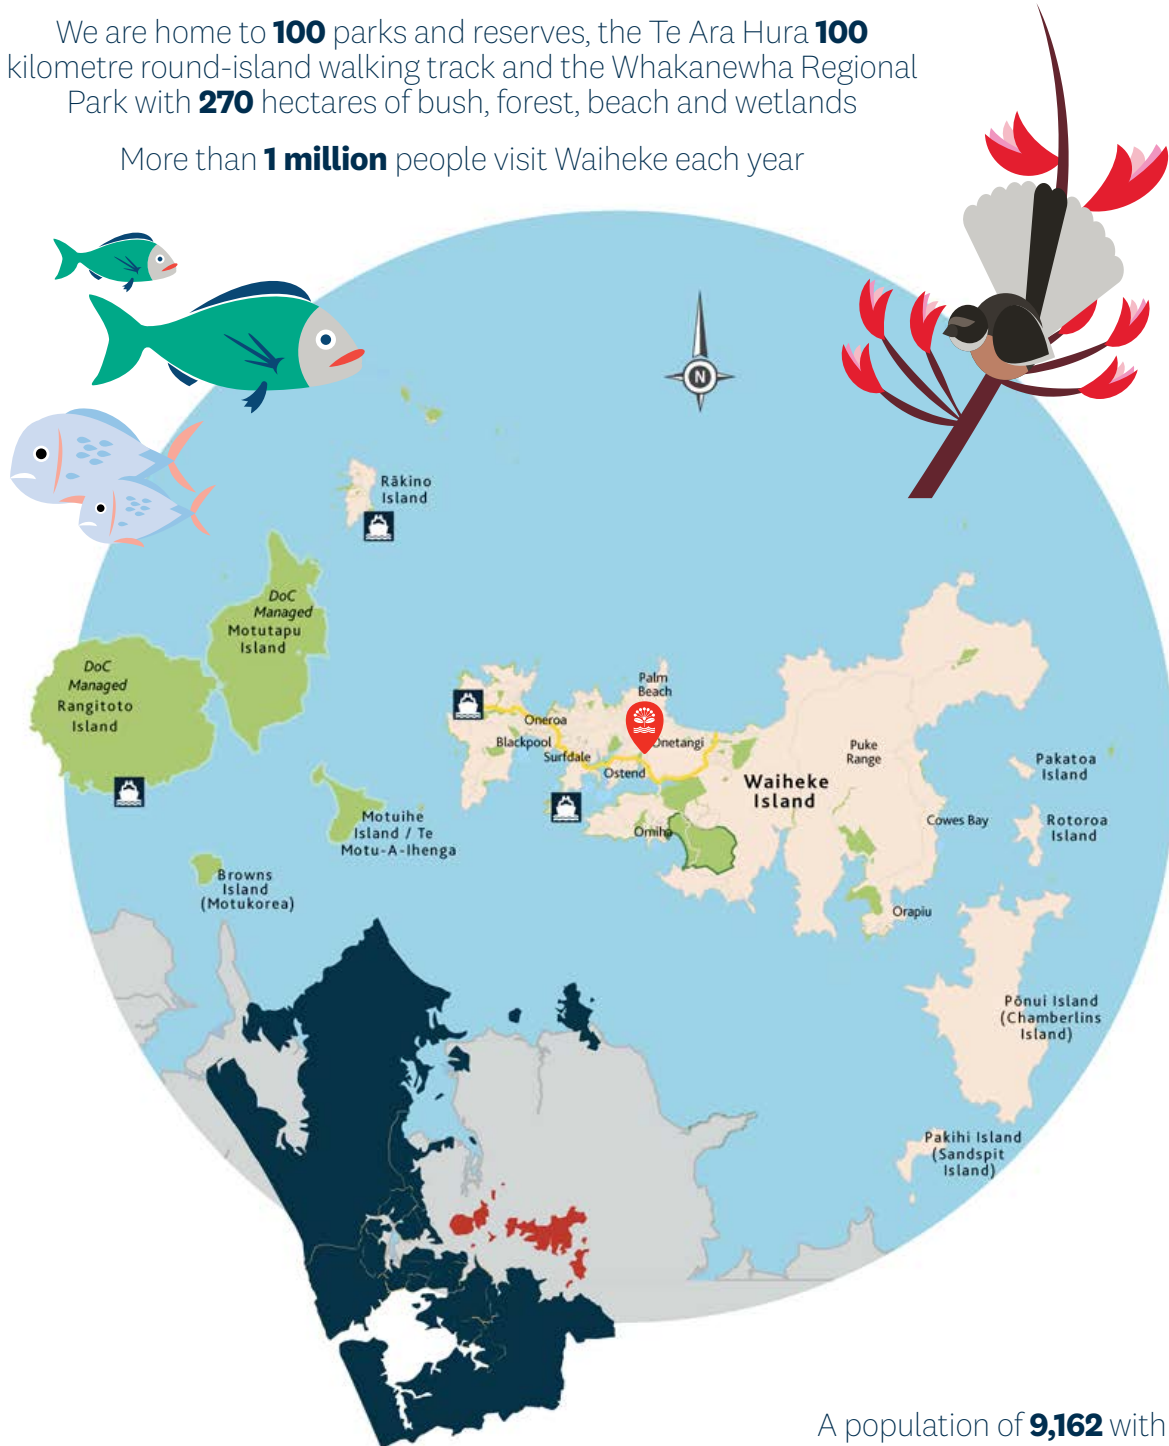 We are home to 100 parks and reserves, the Te Ara Hura 100
kilometre round-island walking track and the Whakanewha Regional
Park with 270 hectares of bush, forest, beach and wetlands
More than 1 million people visit Waiheke each year
N
Rākino
Island
DoC
Managed
Motutapu
Island
DoC
Managed
Rangitoto
Island
Palm
Beach
Oneroa
Blackpool
Surfdale
Onetangi
Ostend
Omiha
Waiheke
Island
Puke
Range
Cowes Bay
Orapiu
Pakatoa
Island
Rotoroa
Island
Motuihe
Island / Te
Motu-A-Ihenga
Browns
Island
(Motukorea)
Pōnui Island
(Chamberlins
Island)
Pakihi Island
(Sandspit
Island)
A population of 9,162 with